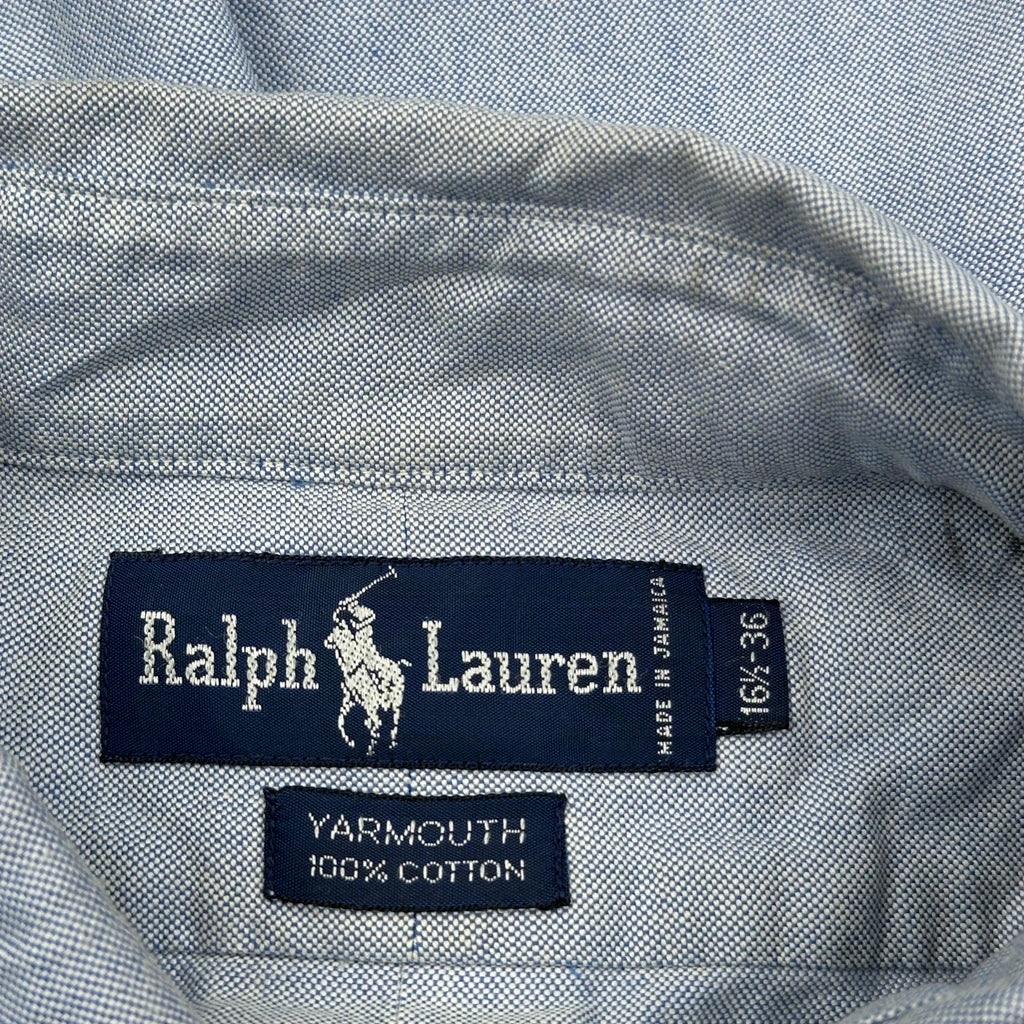 Ralph Lauren
MADE IN JAMAICA
16½-36
YARMOUTH
100% COTTON